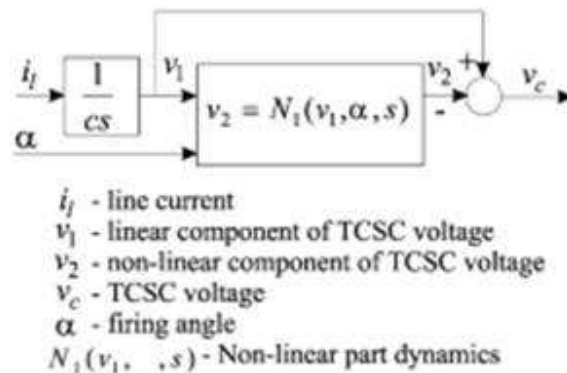 i_l
1
cs
v_1
v_2 = N_1(v_1,α,s)
v_2
+
-
v_c
α
i_l - line current
v_1 - linear component of TCSC voltage
v_2 - non-linear component of TCSC voltage
v_c - TCSC voltage
α - firing angle
N_1(v_1, ,s) - Non-linear part dynamics